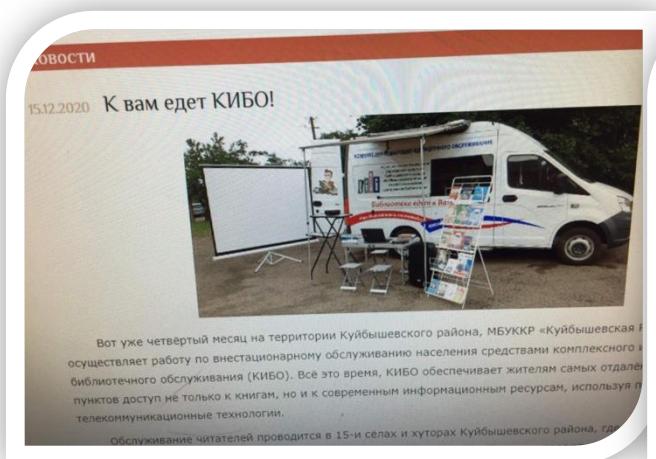 НОВОСТИ
15.12.2020 К вам едет КИБО!
Библиотека едет к Вам
Вот уже четвёртый месяц на территории Куйбышевского района, МБУККР «Куйбышевская
осуществляет работу по внестационарному обслуживанию населения средствами комплексного
библиотечного обслуживания (КИБО). Всё это время, КИБО обеспечивает жителям самых
пунктов доступ не только к книгам, но и к современным информационным ресурсам, используя
телекоммуникационные технологии.
Обслуживание читателей проводится в 15-и сёлах и хуторах Куйбышевского района, где